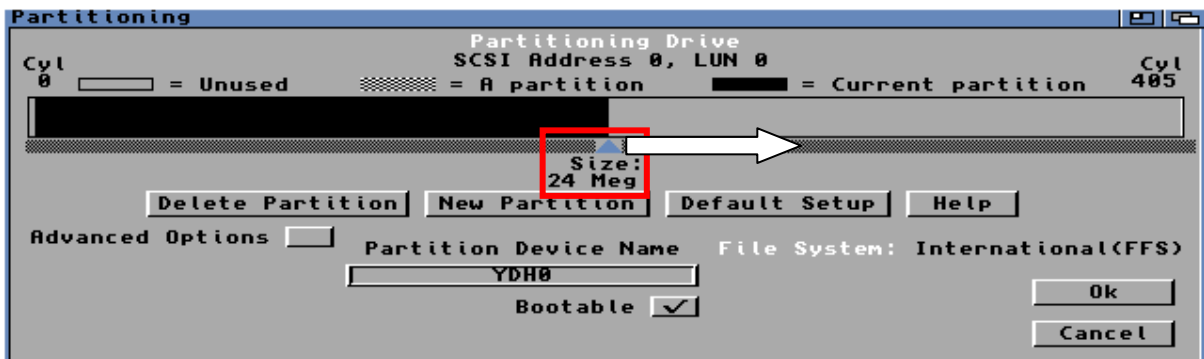 Partitioning
Partitioning Drive
SCSI Address 0, LUN 0
Cyl
0
= Unused
= A partition
= Current partition
Cyl
405
Size:
24 Meg
Delete Partition
New Partition
Default Setup
Help
Advanced Options
Partition Device Name
File System: International(FFS)
YDH0
Bootable
Ok
Cancel